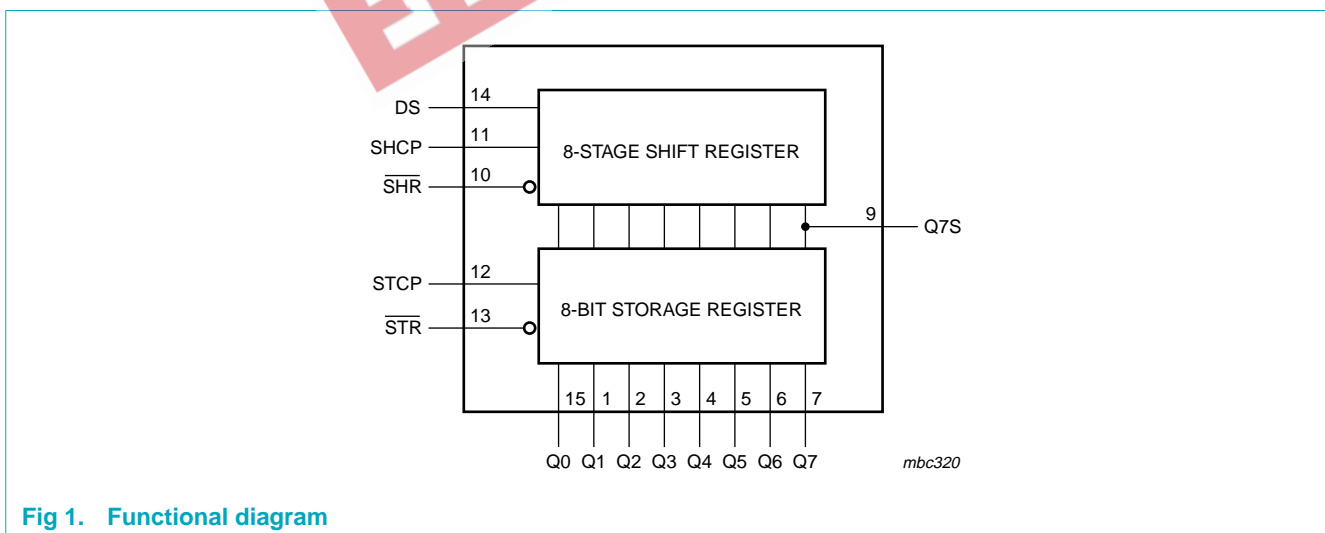 DS 14
SHCP 11
8-STAGE SHIFT REGISTER
SHR 10
9 Q7S
STCP 12
8-BIT STORAGE REGISTER
STR 13
15 1 2 3 4 5 6 7
Q0 Q1 Q2 Q3 Q4 Q5 Q6 Q7
mbc320
Fig 1. Functional diagram